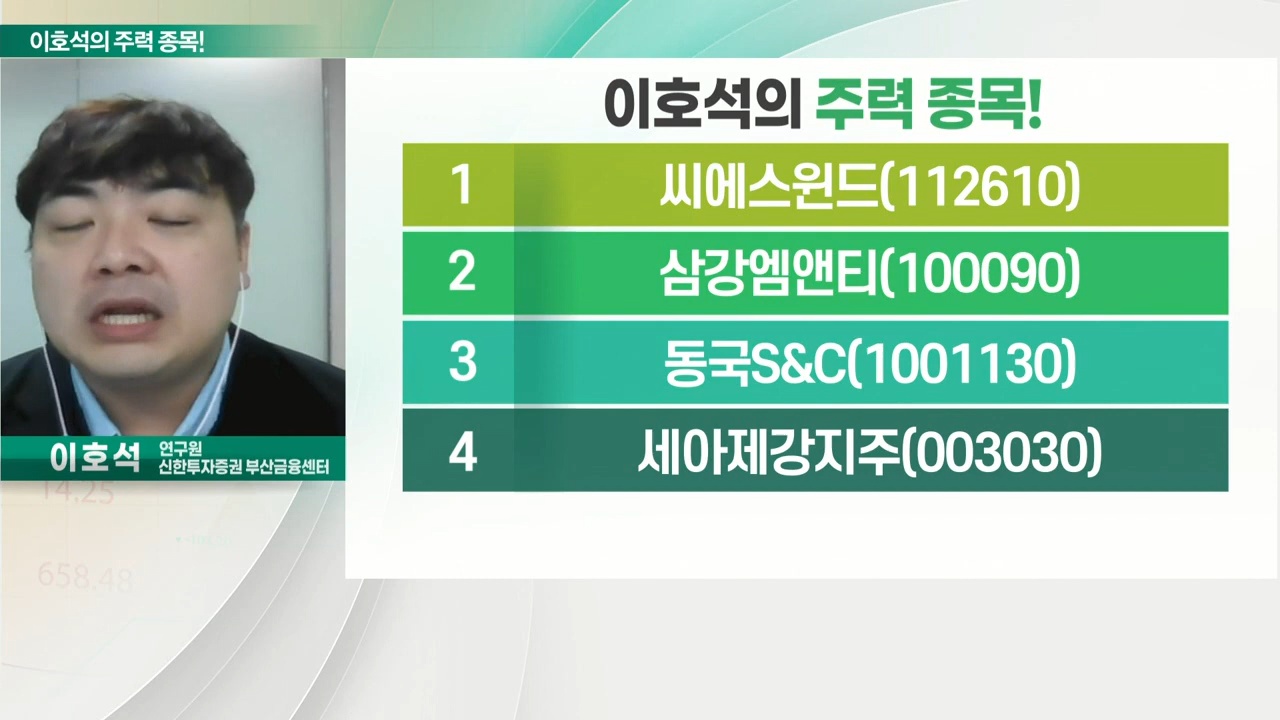 이호석의 주력 종목!
이호석의 주력 종목!
1 씨에스윈드(112610)
2 삼강엠앤티(100090)
3 동국S&C(1001130)
4 세아제강지주(003030)
이호석 연구원
신한투자증권 부산금융센터
14.25
658.48